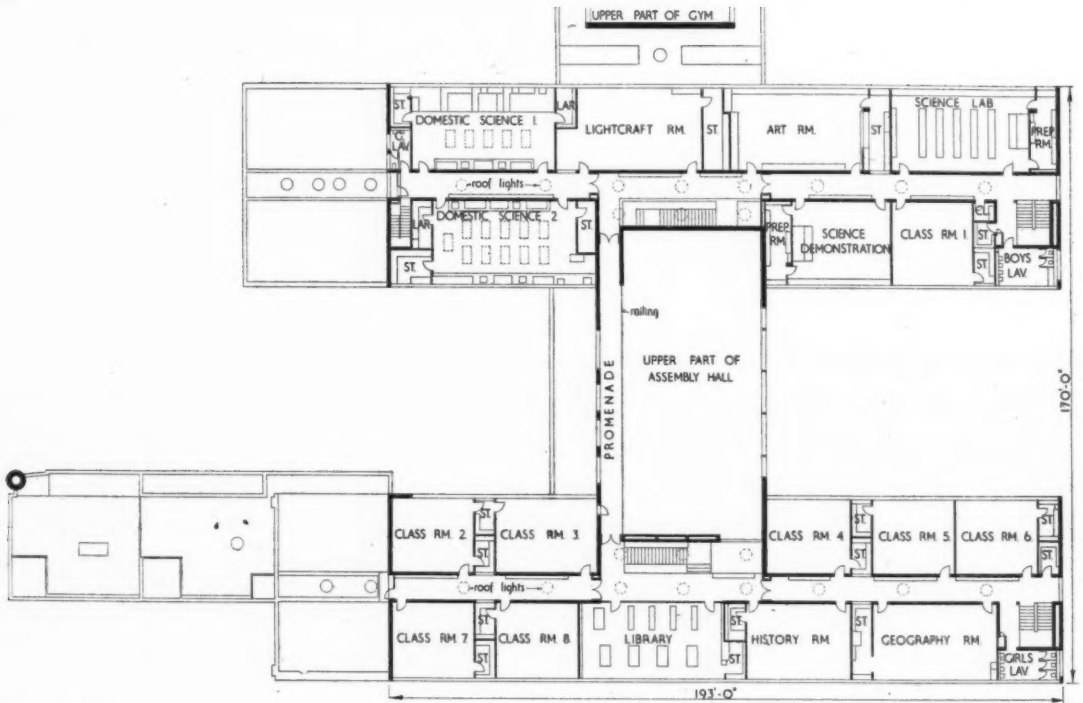 UPPER PART OF GYM
ST.
DOMESTIC SCIENCE 1.
LAR
LIGHTCRAFT RM.
ST.
ART RM.
ST.
SCIENCE LAB
PREP
RM.
LAV.
roof lights
LAR
DOMESTIC SCIENCE 2
ST.
ST.
PREP
RM.
SCIENCE
DEMONSTRATION
CLASS RM. 1.
ST.
ST.
BOYS
LAV.
railing
PROMENADE
UPPER PART OF
ASSEMBLY HALL
170'-0"
CLASS RM. 2
ST.
ST.
CLASS RM. 3
CLASS RM. 4
ST.
ST.
CLASS RM. 5.
CLASS RM. 6.
ST.
ST.
roof lights
CLASS RM. 7
ST.
ST.
CLASS RM. 8
LIBRARY
ST.
ST.
HISTORY RM.
ST.
GEOGRAPHY RM.
GIRLS
LAV.
193'-0"